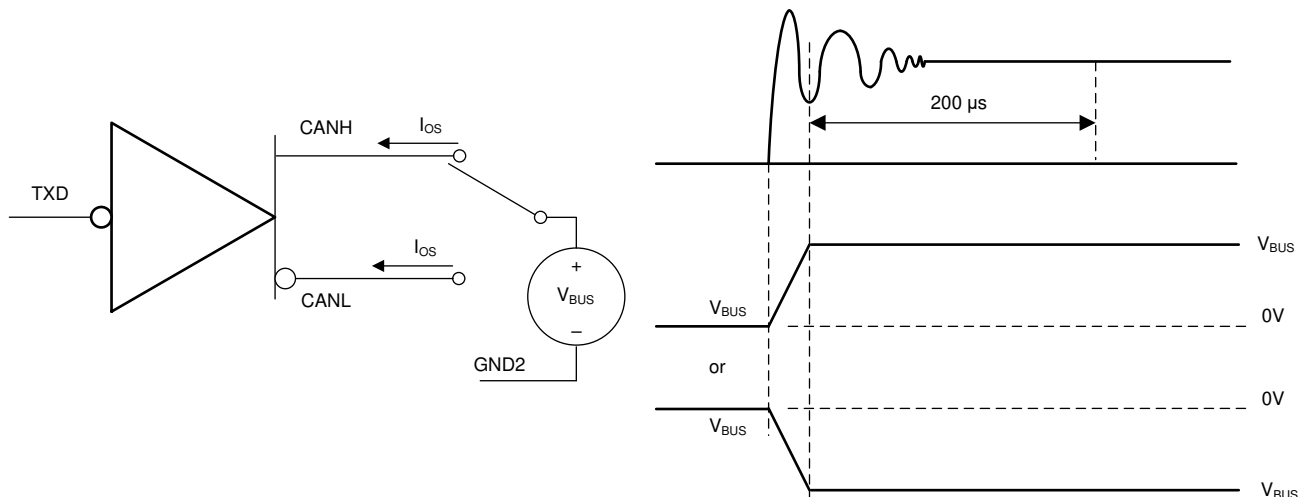 CANH
I_OS
TXD
I_OS
CANL
+
V_BUS
–
GND2
200 µs
V_BUS
V_BUS
0V
or
0V
V_BUS
V_BUS